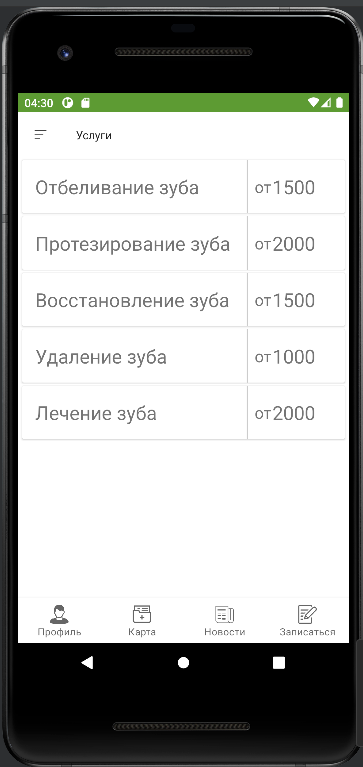 04:30
Услуги
Отбеливание зуба от1500
Протезирование зуба от2000
Восстановление зуба от1500
Удаление зуба от1000
Лечение зуба от2000
Профиль Карта Новости Записаться